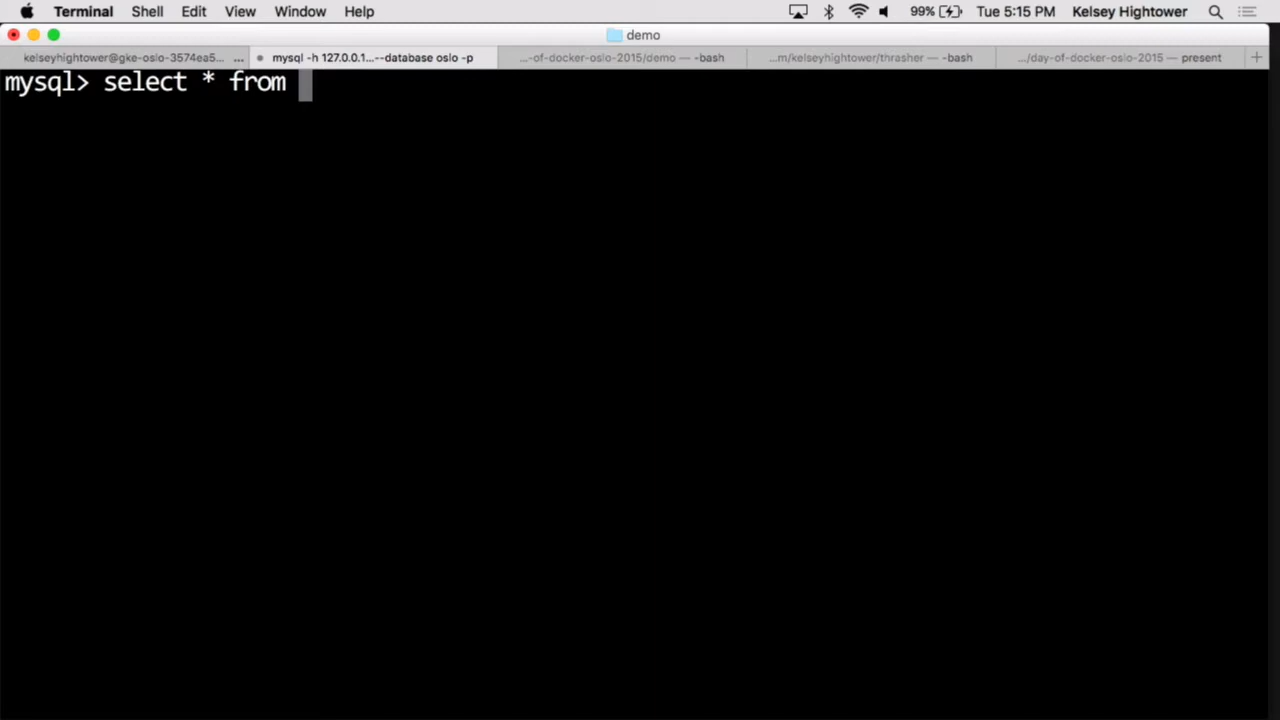 Terminal Shell Edit View Window Help 99% Tue 5:15 PM Kelsey Hightower
demo
kelseyhightower@gke-oslo-3574ea5... ... mysql -h 127.0.0.1...--database oslo -p ...-of-docker-oslo-2015/demo — -bash ...m/kelseyhightower/thrasher — -bash .../day-of-docker-oslo-2015 — present
mysql> select * from